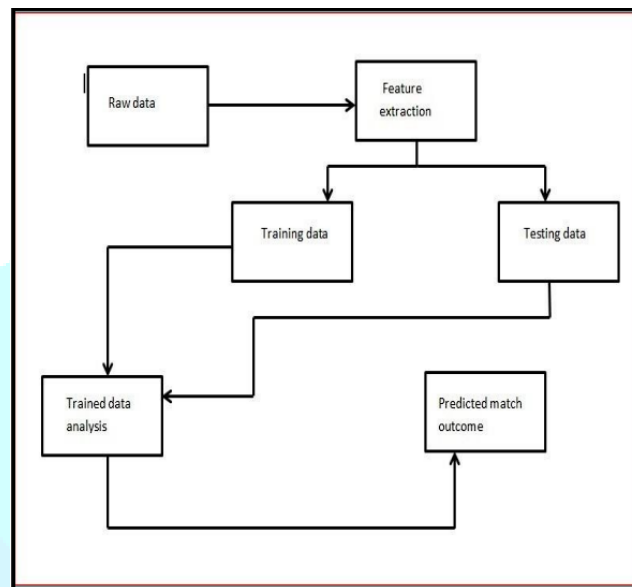 Raw data
Feature
extraction
Training data
Testing data
Trained data
analysis
Predicted match
outcome